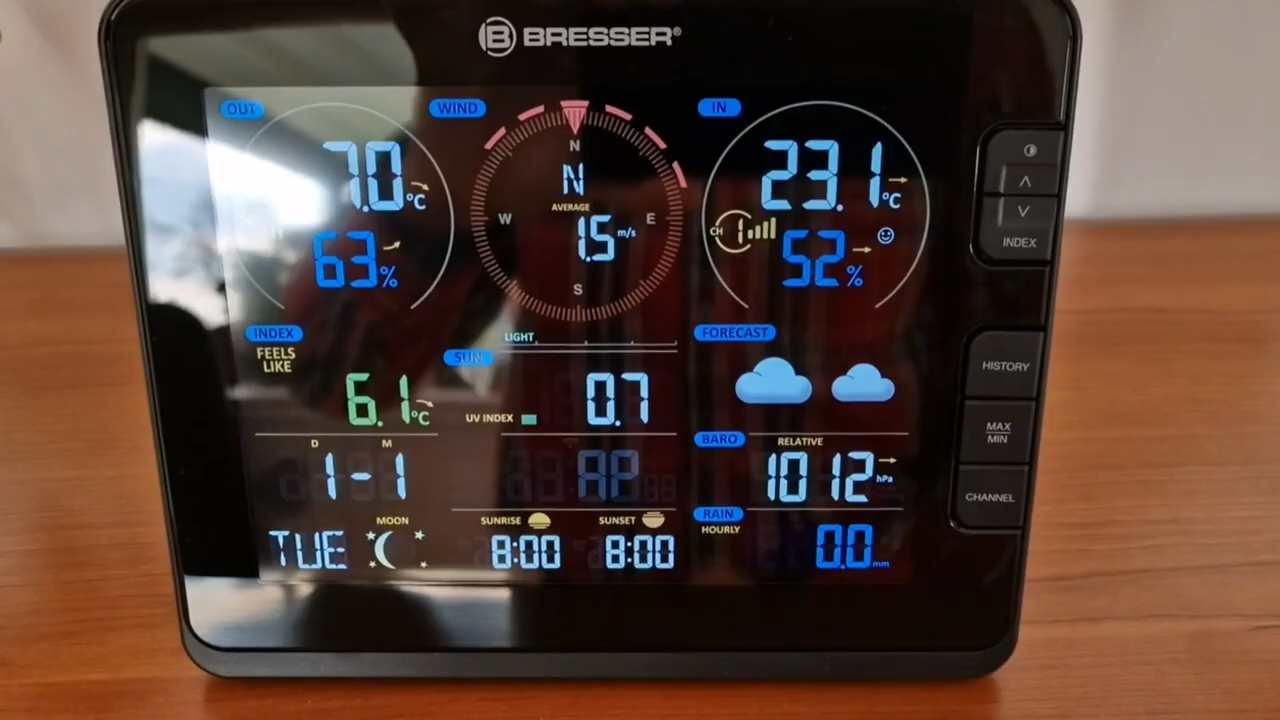 BRESSER®
OUT
7.0 °C
63 %
WIND
N
N
AVERAGE
W
1.5 m/s
E
S
IN
23.1 °C
CH 1
52 %
INDEX
FEELS
LIKE
6.1 °C
LIGHT
SUN
UV INDEX
0.7
FORECAST
D M
1-1
AP
BARO
RELATIVE
1012 hPa
TUE
MOON
SUNRISE
8:00
SUNSET
8:00
RAIN
HOURLY
0.0 mm
INDEX
HISTORY
MAX
MIN
CHANNEL